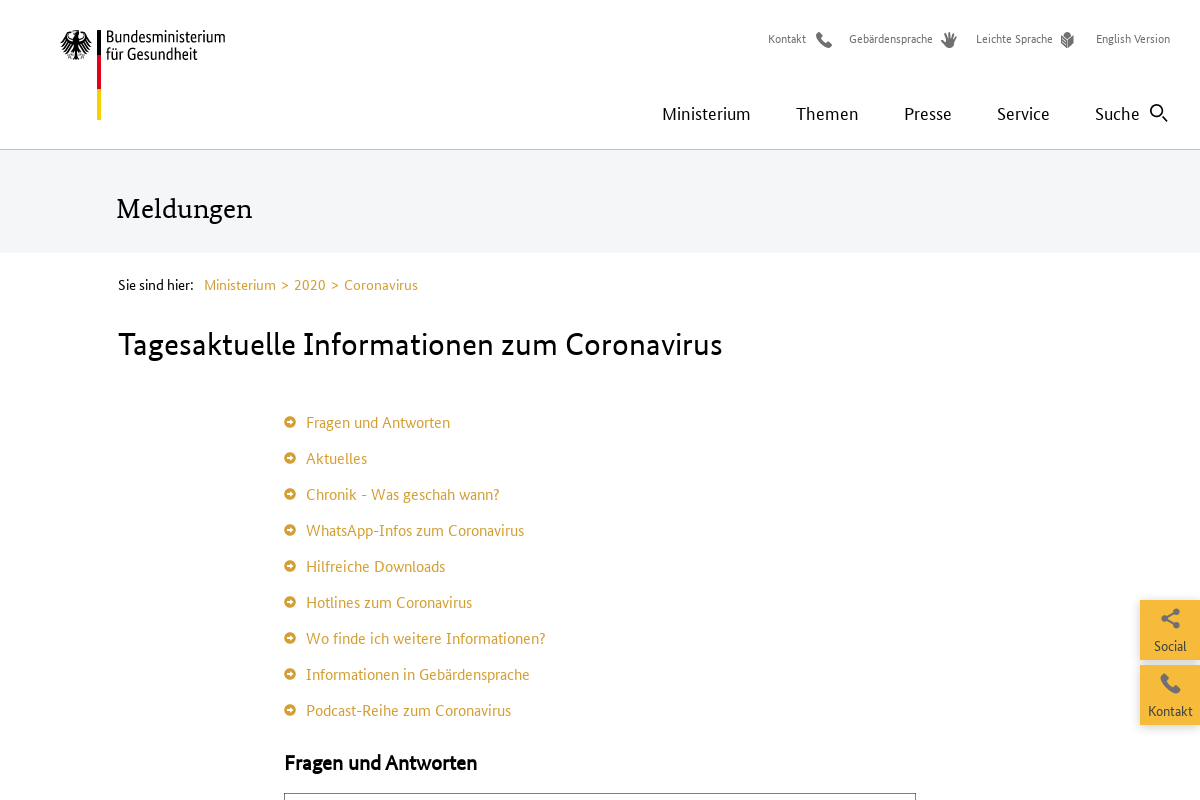 Bundesministerium
für Gesundheit
Kontakt Gebärdensprache Leichte Sprache English Version
Ministerium Themen Presse Service Suche
Meldungen
Sie sind hier: Ministerium > 2020 > Coronavirus
Tagesaktuelle Informationen zum Coronavirus
Fragen und Antworten
Aktuelles
Chronik - Was geschah wann?
WhatsApp-Infos zum Coronavirus
Hilfreiche Downloads
Hotlines zum Coronavirus
Wo finde ich weitere Informationen?
Informationen in Gebärdensprache
Podcast-Reihe zum Coronavirus
Fragen und Antworten
Social
Kontakt